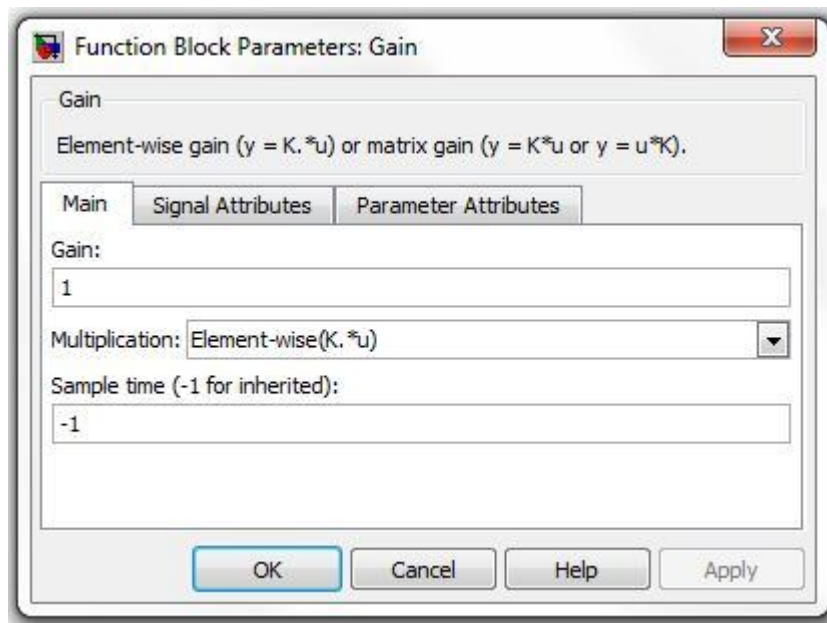 Function Block Parameters: Gain
Gain
Element-wise gain (y = K.*u) or matrix gain (y = K*u or y = u*K).
Main Signal Attributes Parameter Attributes
Gain:
1
Multiplication: Element-wise(K.*u)
Sample time (-1 for inherited):
-1
OK Cancel Help Apply